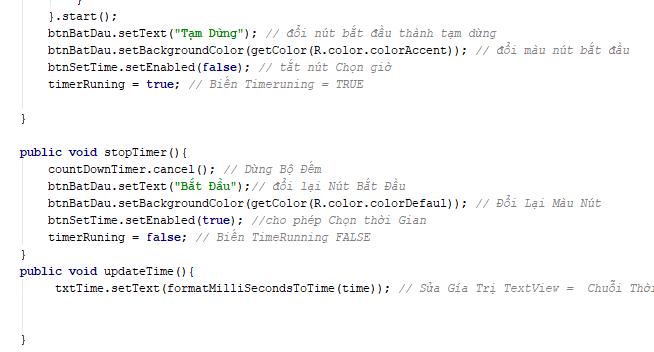 }
}.start();
btnBatDau.setText("Tạm Dừng"); // đổi nút bắt đầu thành tạm dừng
btnBatDau.setBackgroundColor(getColor(R.color.colorAccent)); // đổi màu nút bắt đầu
btnSetTime.setEnabled(false); // tắt nút Chọn giờ
timerRuning = true; // Biến Timeruning = TRUE
}
public void stopTimer(){
countDownTimer.cancel(); // Dùng Bộ Đếm
btnBatDau.setText("Bắt Đầu");// đổi lại Nút Bắt Đầu
btnBatDau.setBackgroundColor(getColor(R.color.colorDefaul)); // Đổi Lại Màu Nút
btnSetTime.setEnabled(true); //cho phép Chọn thời Gian
timerRuning = false; // Biến TimeRunning FALSE
}
public void updateTime(){
txtTime.setText(formatMilliSecondsToTime(time)); // Sửa Gía Trị TextView = Chuỗi Thời
}